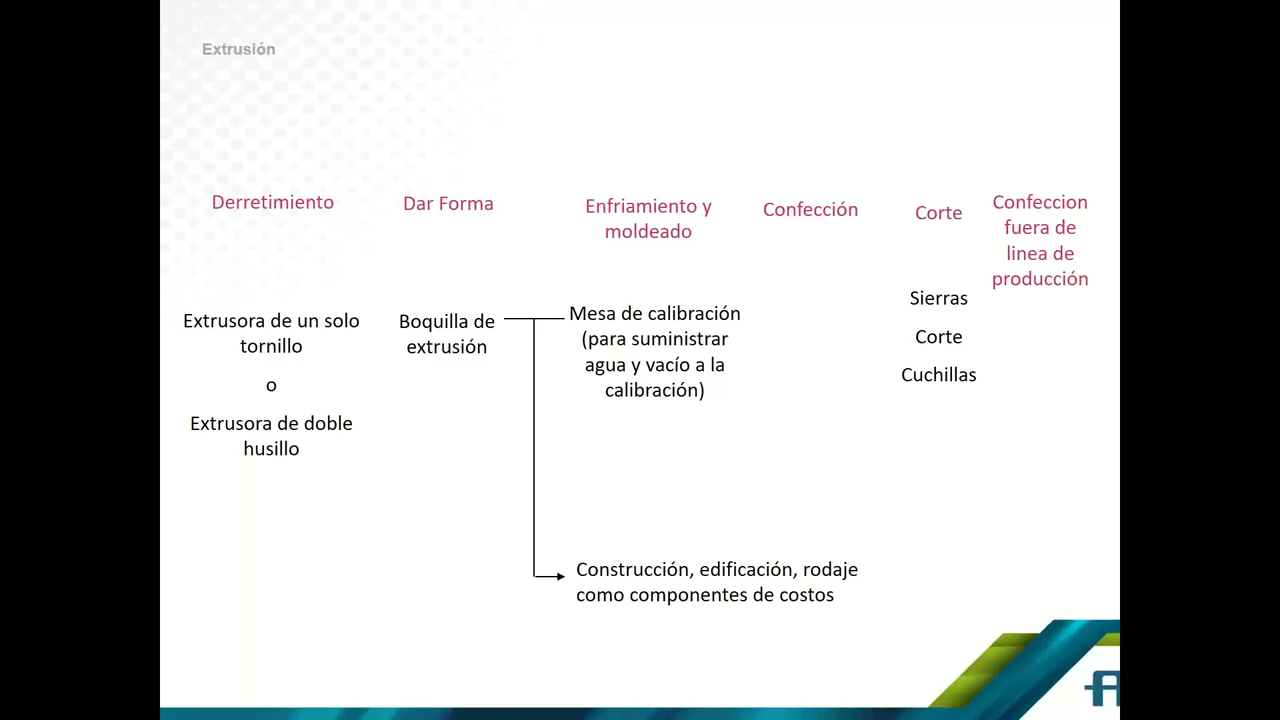 Extrusión
Derretimiento
Dar Forma
Enfriamiento y
moldeado
Confección
Corte
Confeccion
fuera de
linea de
producción
Extrusora de un solo
tornillo
o
Extrusora de doble
husillo
Boquilla de
extrusión
Mesa de calibración
(para suministrar
agua y vacío a la
calibración)
Sierras
Corte
Cuchillas
Construcción, edificación, rodaje
como componentes de costos